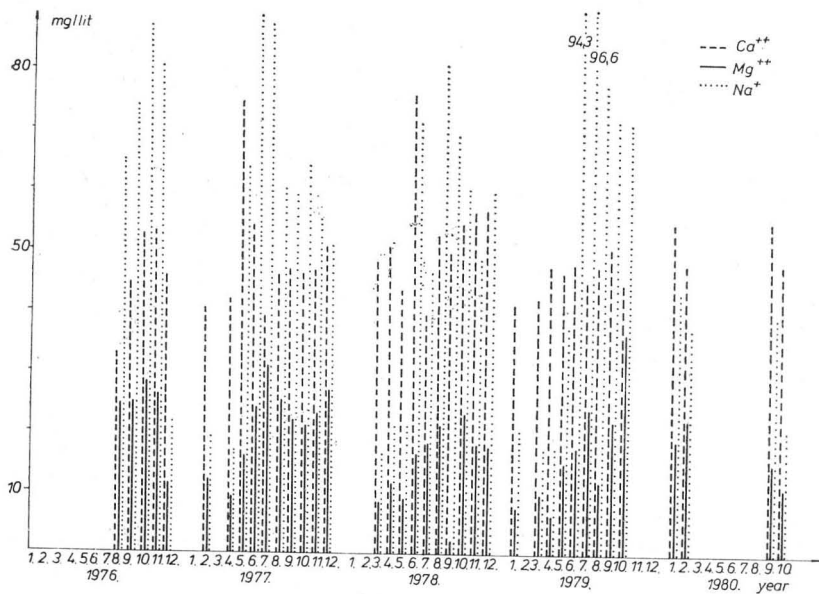 mg/lit
80
50
10
94,3
96,6
Ca++
Mg++
Na+
1. 2. 3 4. 5. 6 7. 8. 9. 10. 11. 12. 1. 2. 3. 4. 5. 6. 7. 8. 9. 10. 11. 12. 1. 2. 3. 4. 5. 6. 7. 8. 9. 10. 11. 12. 1. 2. 3. 4. 5. 6. 7. 8. 9. 10. 11. 12. 1. 2. 3. 4. 5. 6. 7. 8 9. 10.
1976. 1977. 1978. 1979. 1980. year